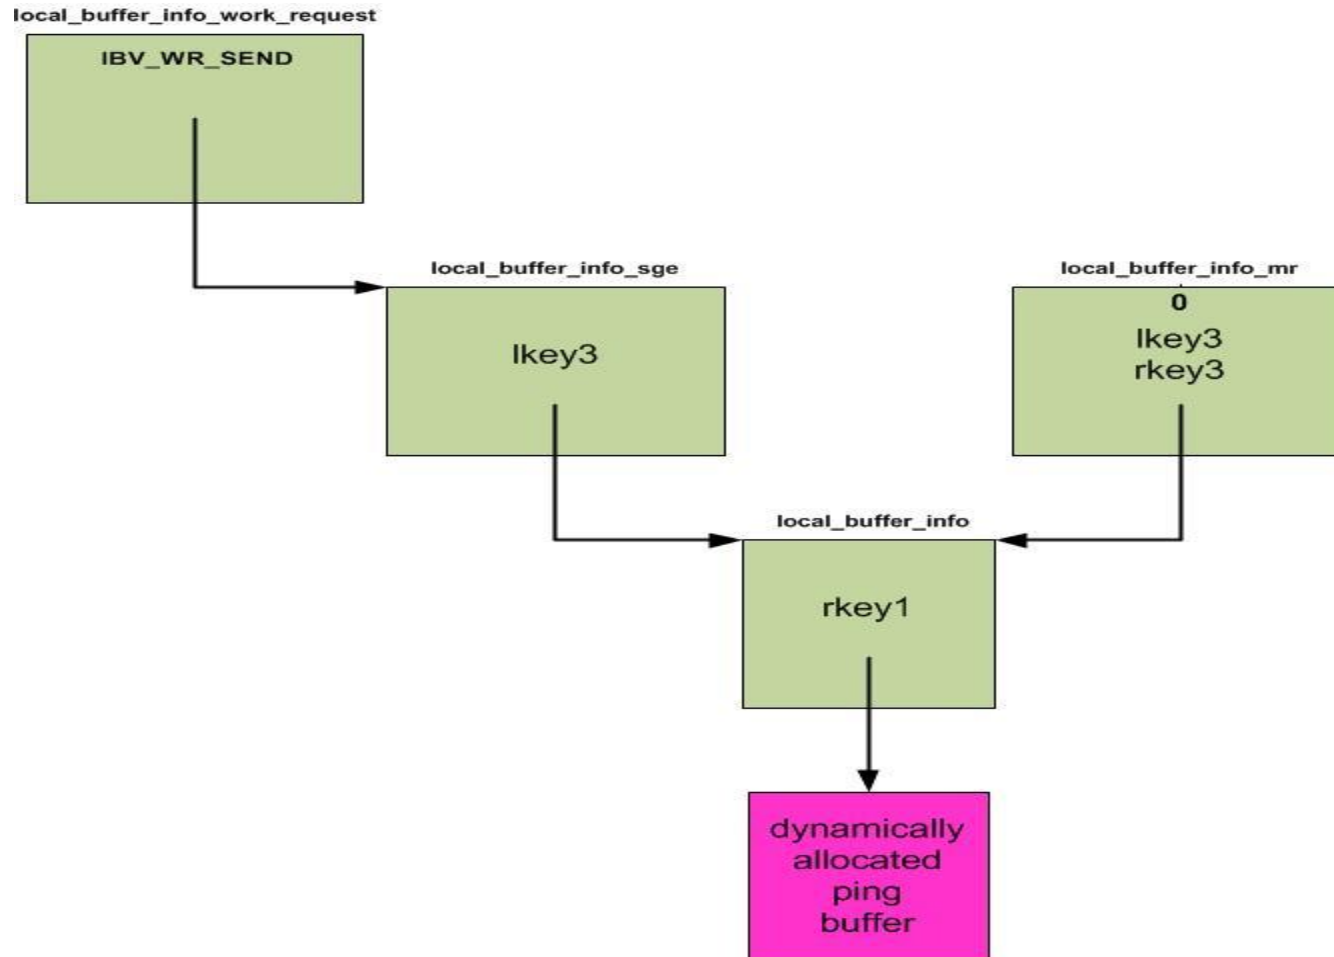 local_buffer_info_work_request
IBV_WR_SEND
local_buffer_info_sge
lkey3
local_buffer_info_mr
0
lkey3
rkey3
local_buffer_info
rkey1
dynamically
allocated
ping
buffer